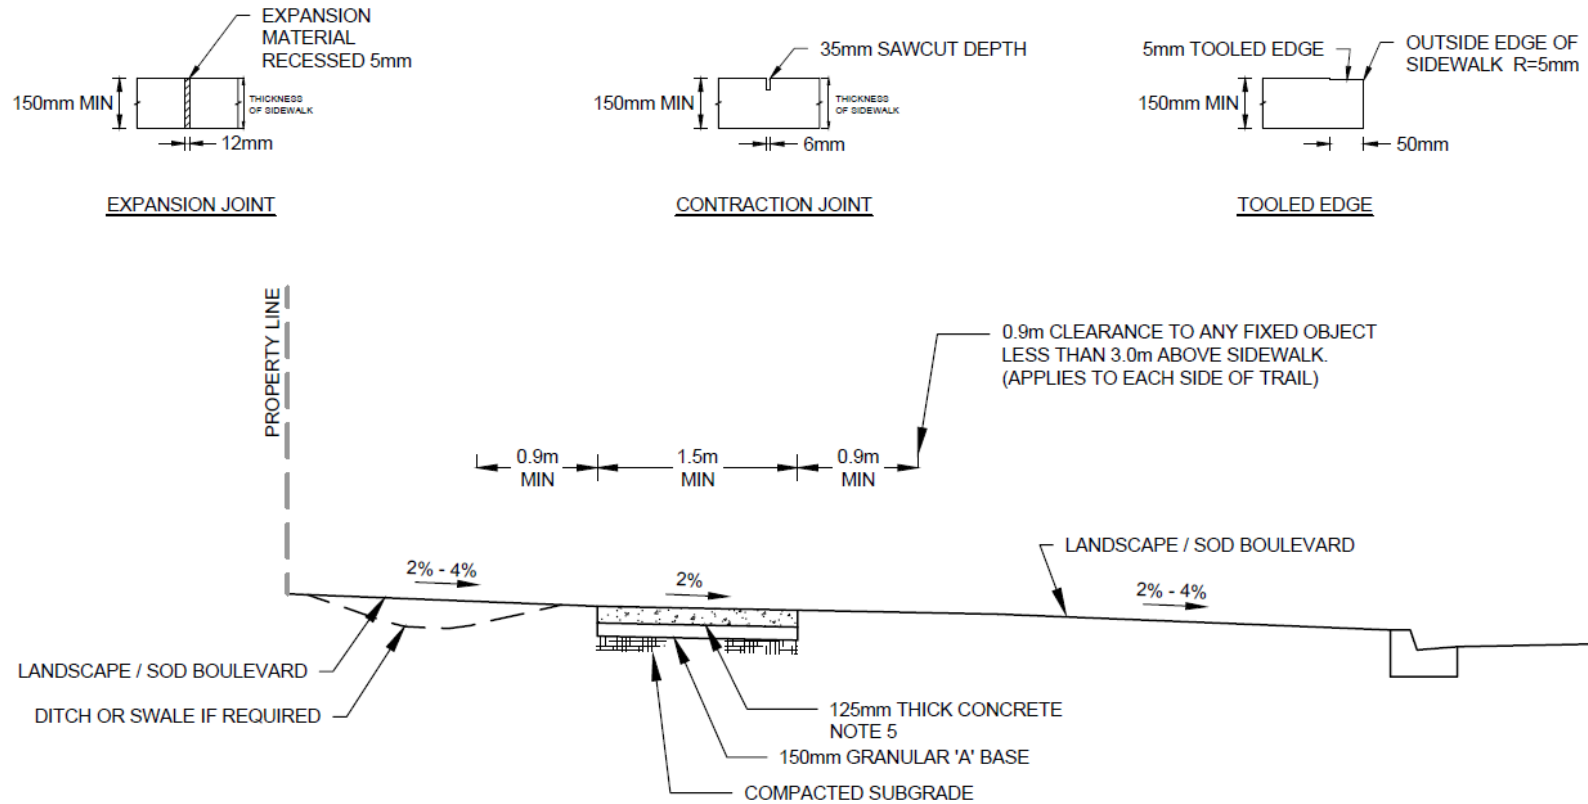 EXPANSION
MATERIAL
RECESSED 5mm
150mm MIN
THICKNESS
OF SIDEWALK
12mm
EXPANSION JOINT
35mm SAWCUT DEPTH
150mm MIN
THICKNESS
OF SIDEWALK
6mm
CONTRACTION JOINT
5mm TOOLED EDGE
OUTSIDE EDGE OF
SIDEWALK R=5mm
150mm MIN
50mm
TOOLED EDGE
PROPERTY LINE
0.9m CLEARANCE TO ANY FIXED OBJECT
LESS THAN 3.0m ABOVE SIDEWALK.
(APPLIES TO EACH SIDE OF TRAIL)
0.9m
MIN
1.5m
MIN
0.9m
MIN
LANDSCAPE / SOD BOULEVARD
2% - 4%
2%
2% - 4%
LANDSCAPE / SOD BOULEVARD
DITCH OR SWALE IF REQUIRED
125mm THICK CONCRETE
NOTE 5
150mm GRANULAR 'A' BASE
COMPACTED SUBGRADE